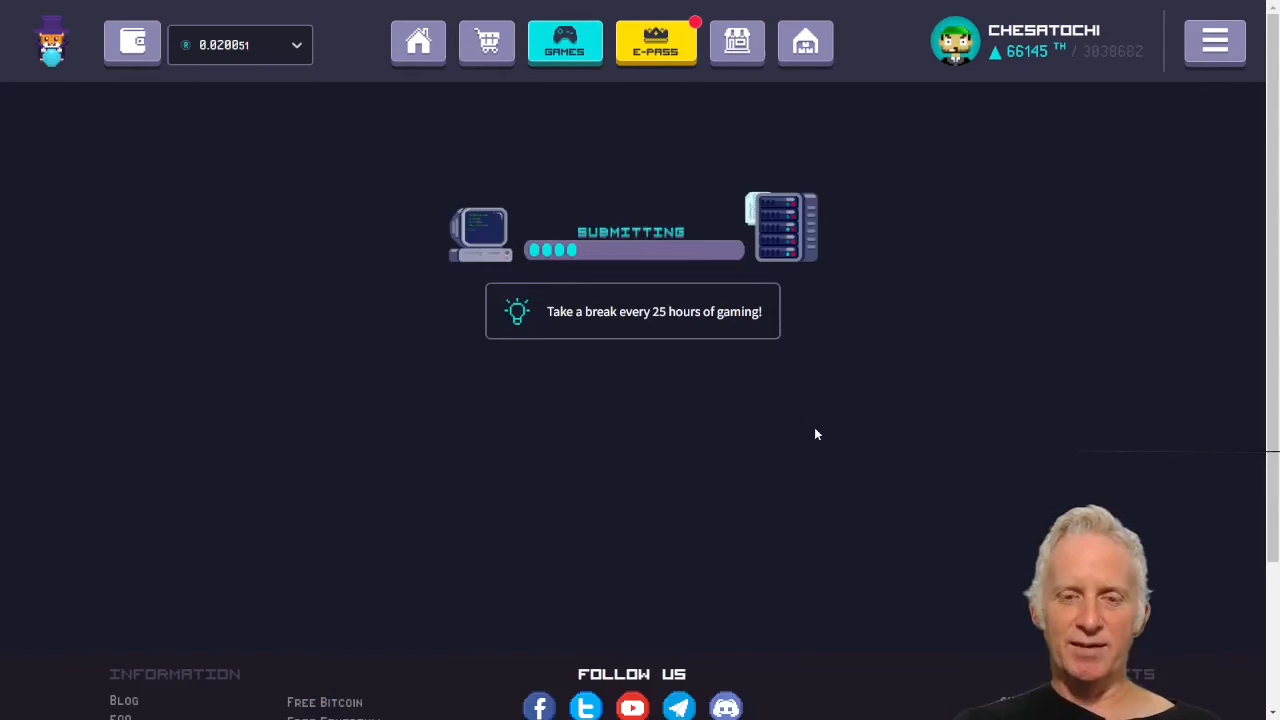 0.020051
GAMES
E-PASS
CHESATOCHI
66145 TH / 3038682
SUBMITTING
Take a break every 25 hours of gaming!
INFORMATION
FOLLOW US
BLOG
FREE BITCOIN